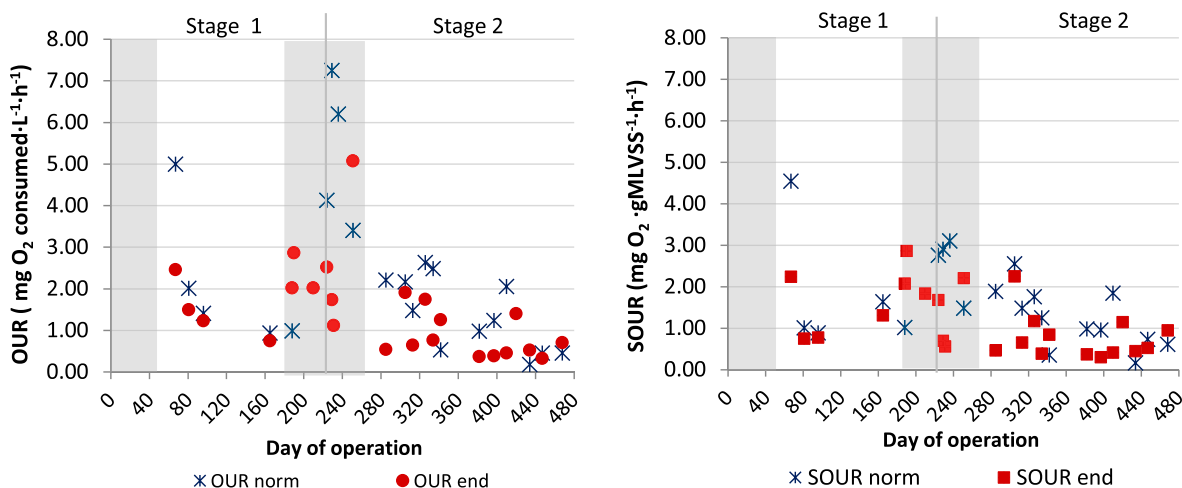 Stage 1
Stage 2
8.00
7.00
6.00
5.00
4.00
3.00
2.00
1.00
0.00
OUR ( mg O2 consumed·L-1·h-1)
0 40 80 120 160 200 240 280 320 360 400 440 480
Day of operation
OUR norm
OUR end
Stage 1
Stage 2
8.00
7.00
6.00
5.00
4.00
3.00
2.00
1.00
0.00
SOUR (mg O2 ·gMLVSS-1·h-1)
0 40 80 120 160 200 240 280 320 360 400 440 480
Day of operation
SOUR norm
SOUR end